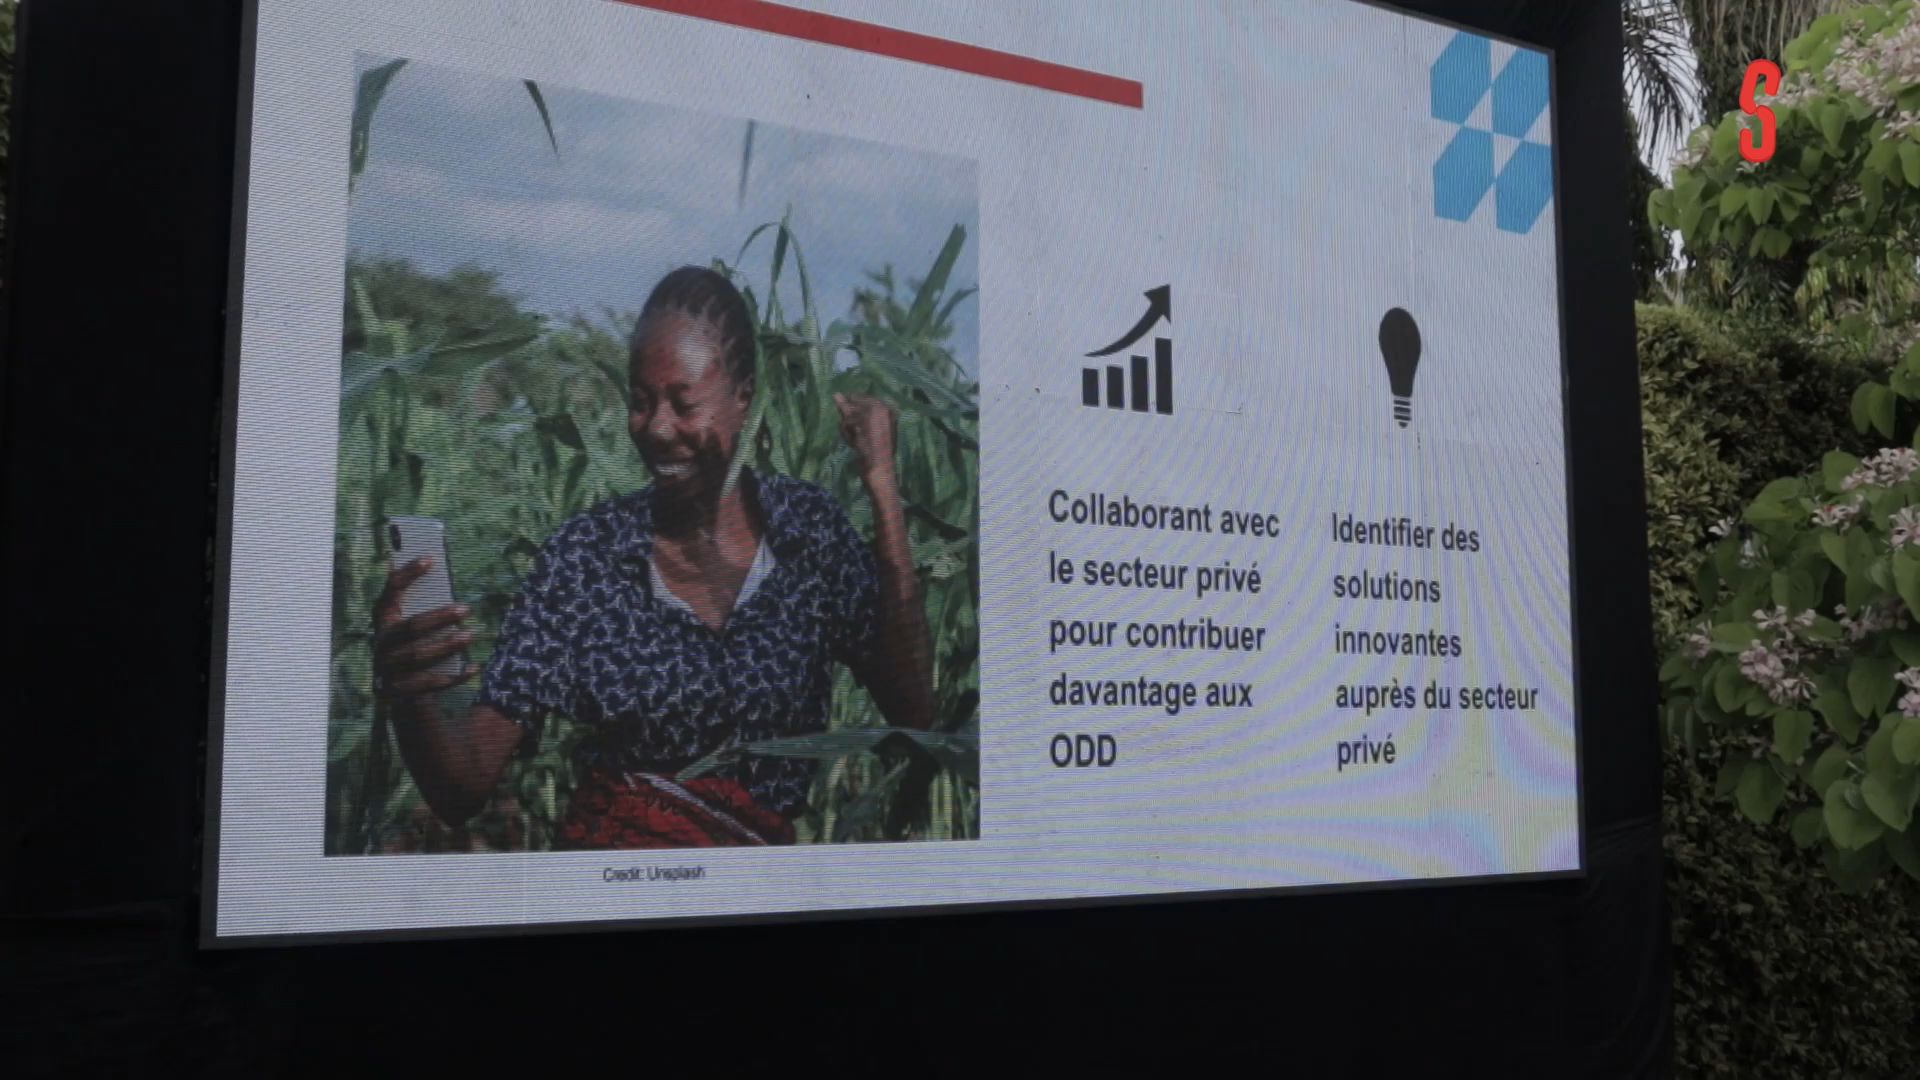 S
Collaborant avec
le secteur privé
pour contribuer
davantage aux
ODD
Identifier des
solutions
innovantes
auprès du secteur
privé
Credit: Unsplash